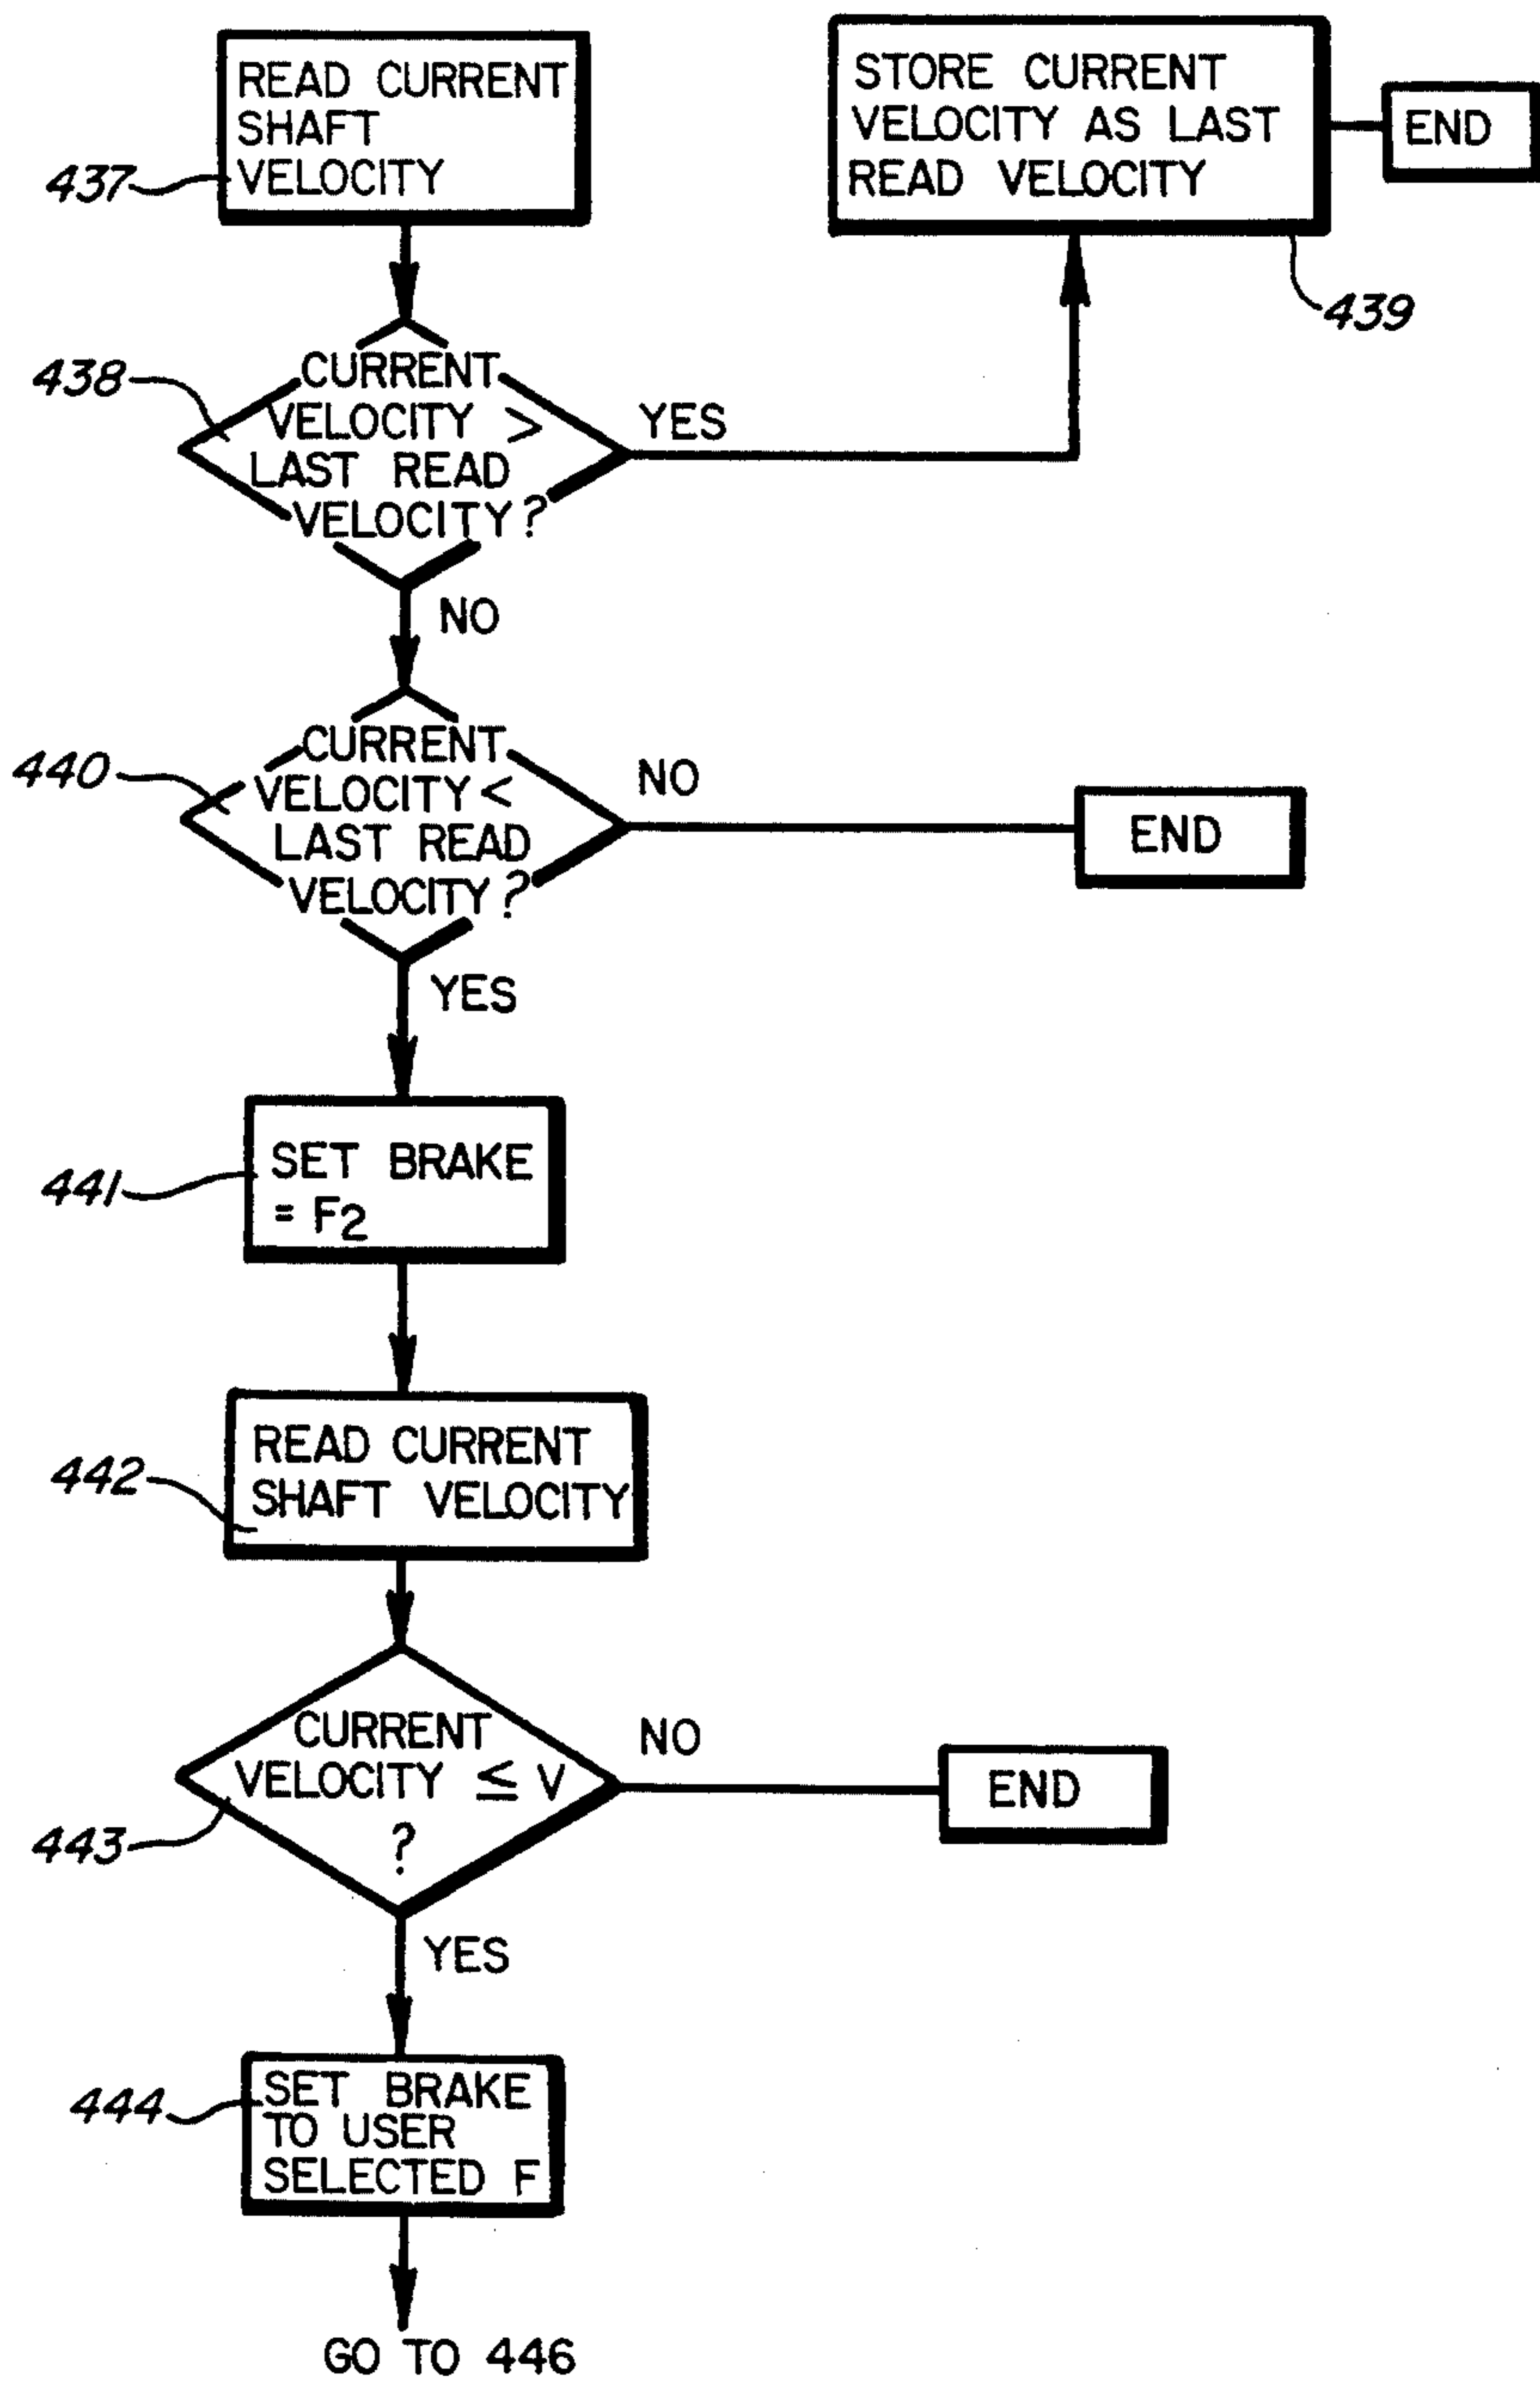 READ CURRENT
SHAFT
VELOCITY
437
STORE CURRENT
VELOCITY AS LAST
READ VELOCITY
END
439
438
CURRENT
VELOCITY >
LAST READ
VELOCITY?
YES
NO
440
CURRENT
VELOCITY <
LAST READ
VELOCITY?
NO
END
YES
441
SET BRAKE
= F2
442
READ CURRENT
SHAFT VELOCITY
443
CURRENT
VELOCITY ≤ V
?
NO
END
YES
444
SET BRAKE
TO USER
SELECTED F
GO TO 446